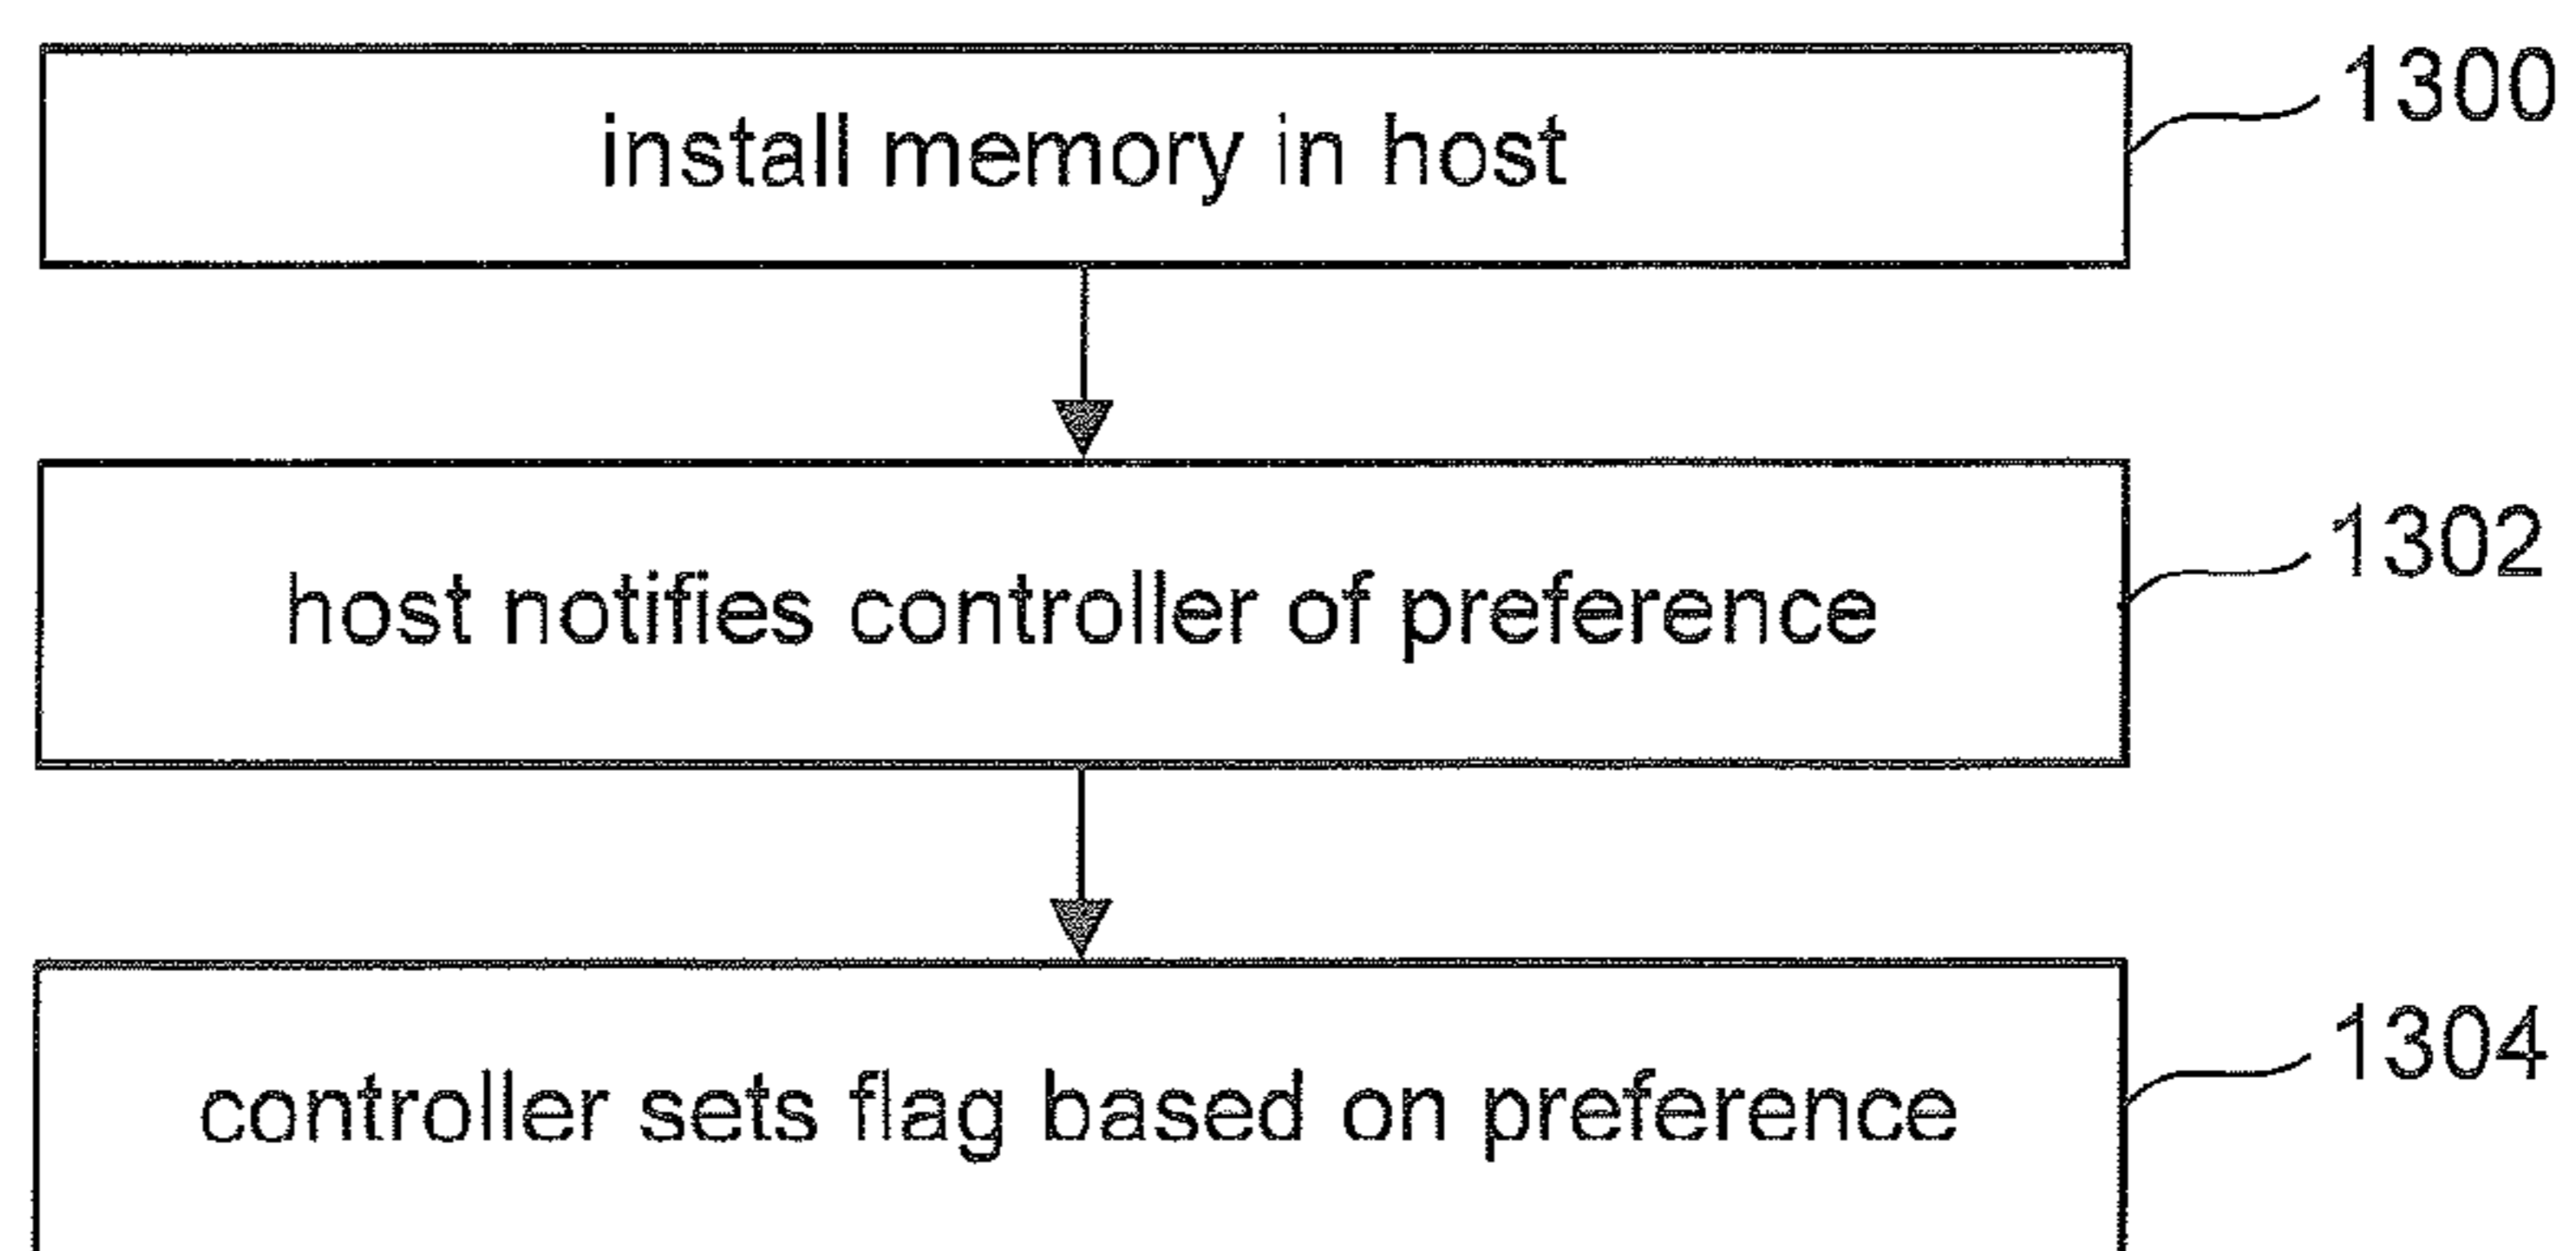 install memory in host
1300
host notifies controller of preference
1302
controller sets flag based on preference
1304